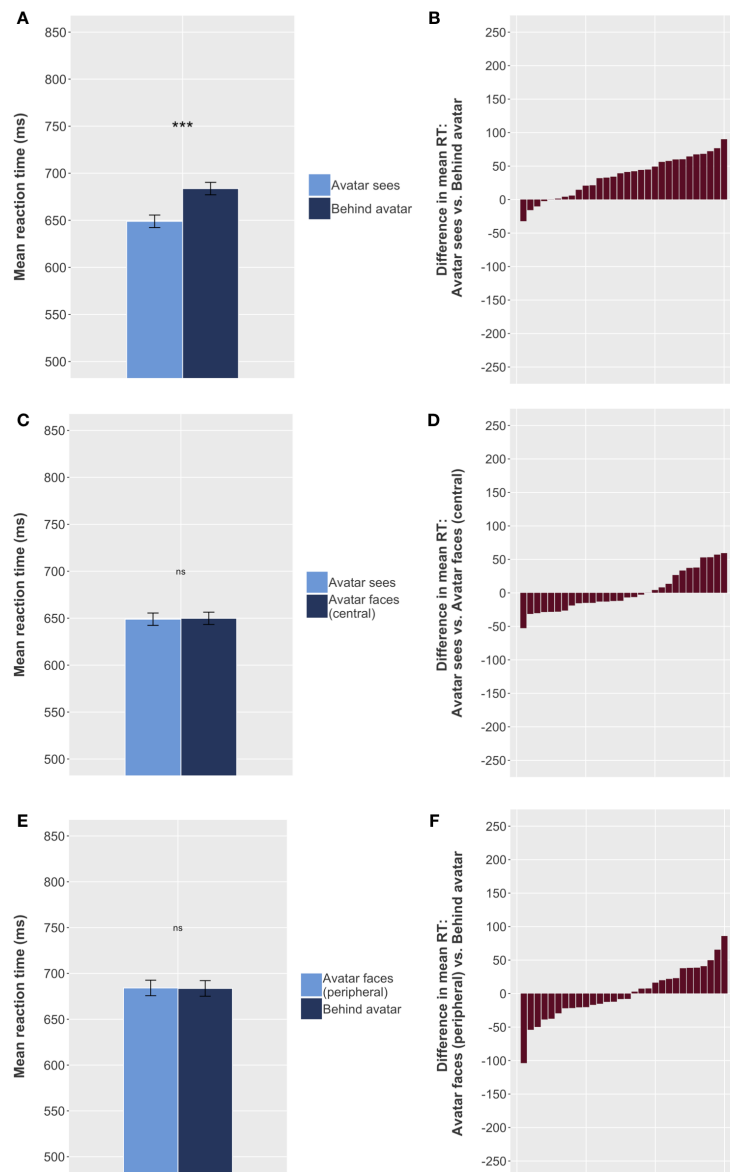 A
Mean reaction time (ms)
850
800
750
700
650
600
550
500
***
Avatar sees
Behind avatar
B
Difference in mean RT:
Avatar sees vs. Behind avatar
250
200
150
100
50
0
-50
-100
-150
-200
-250
C
Mean reaction time (ms)
850
800
750
700
650
600
550
500
ns
Avatar sees
Avatar faces
(central)
D
Difference in mean RT:
Avatar sees vs. Avatar faces (central)
250
200
150
100
50
0
-50
-100
-150
-200
-250
E
Mean reaction time (ms)
850
800
750
700
650
600
550
500
ns
Avatar faces
(peripheral)
Behind avatar
F
Difference in mean RT:
Avatar faces (peripheral) vs. Behind avatar
250
200
150
100
50
0
-50
-100
-150
-200
-250